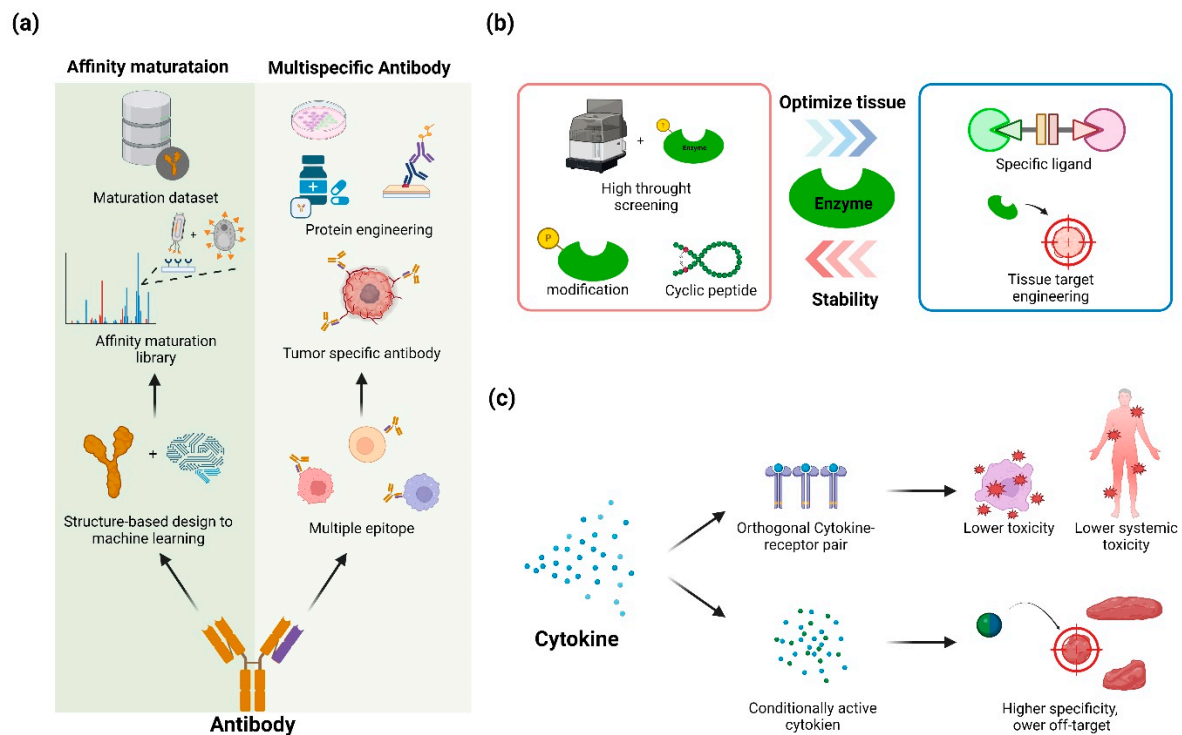 (a)
Affinity maturataion
Multispecific Antibody
Maturation dataset
Protein engineering
Affinity maturation
library
Tumor specific antibody
+
+
Structure-based design to
machine learning
Multiple epitope
Antibody
(b)
+
?
Enzyme
High throught
screening
P
modification
Cyclic peptide
Optimize tissue
Enzyme
Stability
Specific ligand
Tissue target
engineering
(c)
Cytokine
Orthogonal Cytokine-
receptor pair
Lower toxicity
Lower systemic
toxicity
Conditionally active
cytokien
Higher specificity,
ower off-target